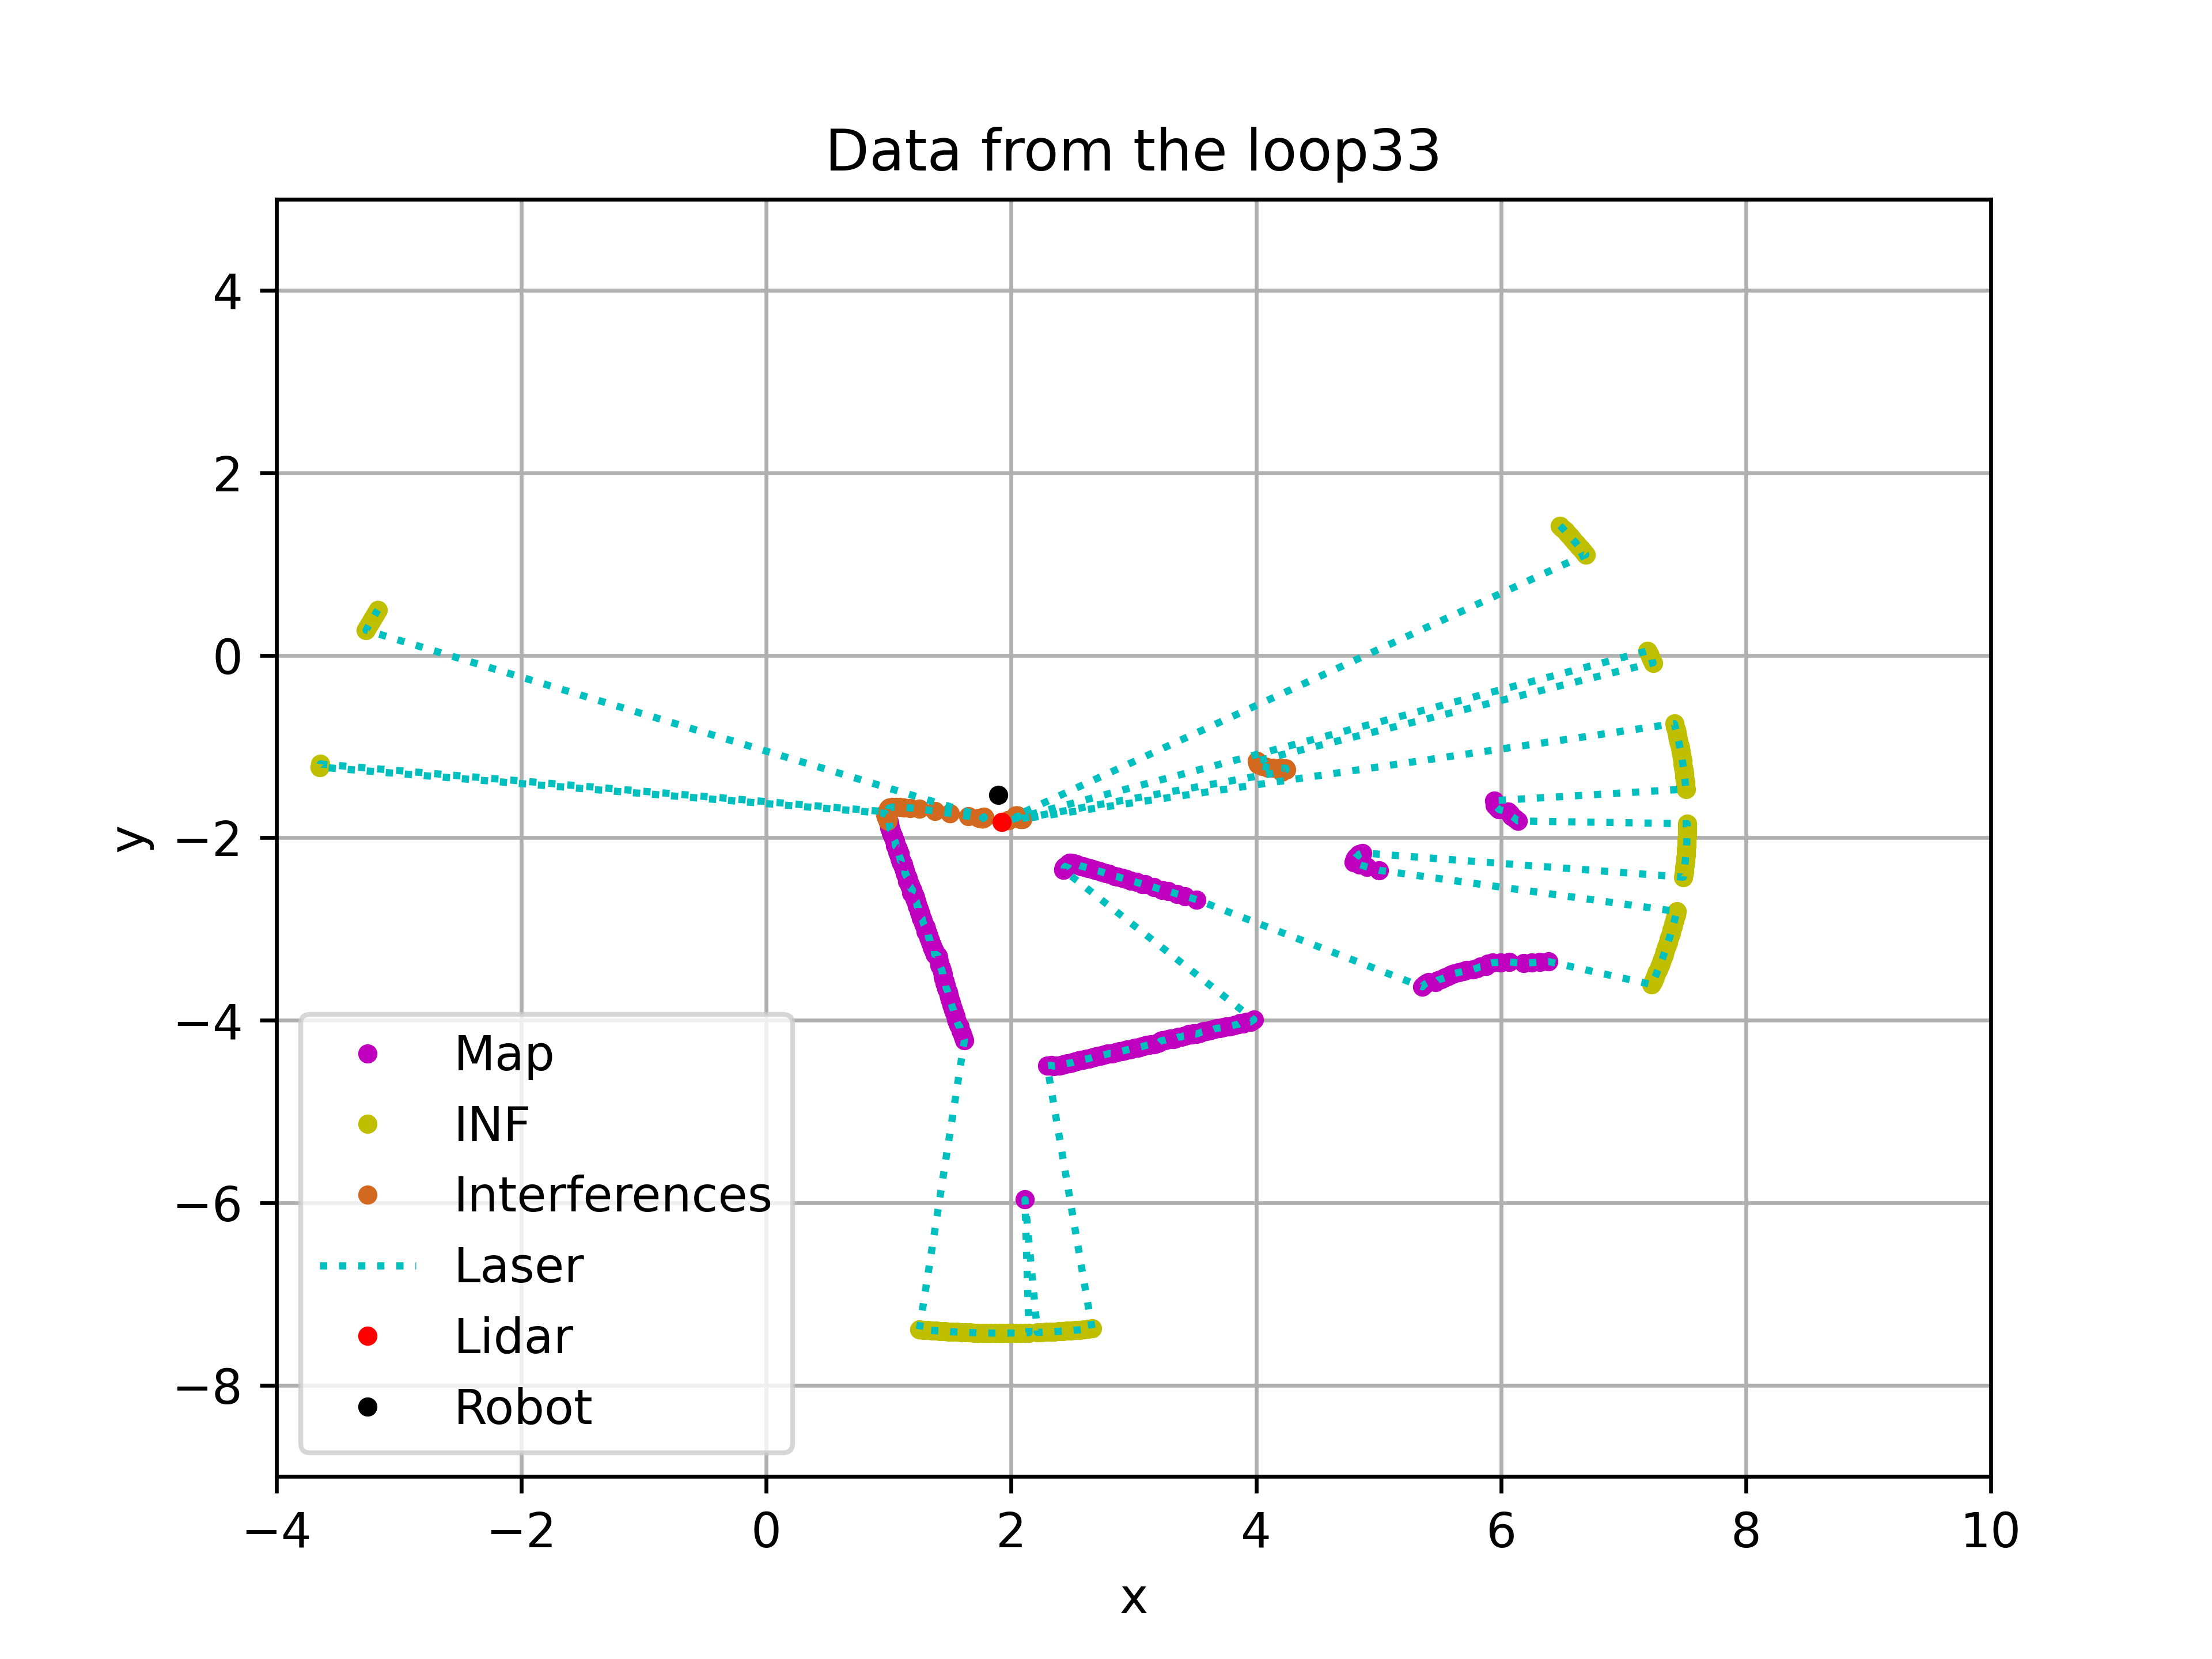 Data from the loop33
4
2
0
−2
−4
−6
−8
y
Map
INF
Interferences
Laser
Lidar
Robot
−4 −2 0 2 4 6 8 10
x